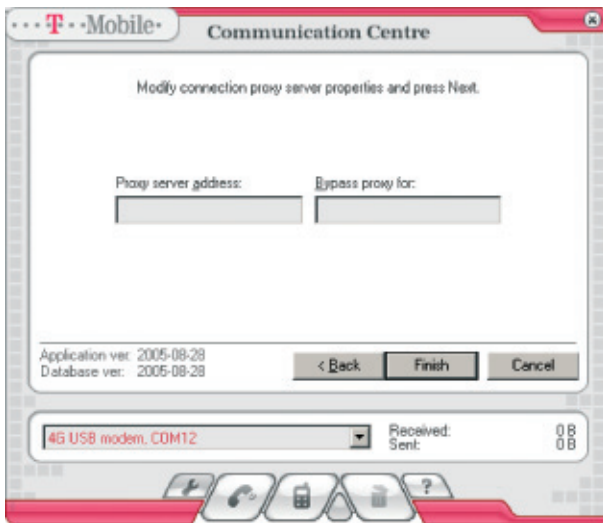 ··· T ·· Mobile ·
Communication Centre
Modify connection proxy server properties and press Next.
Proxy server address:
Bypass proxy for:
Application ver: 2005-08-28
Database ver: 2005-08-28
< Back
Finish
Cancel
4G USB modem, COM12
Received: 0 B
Sent: 0 B
?